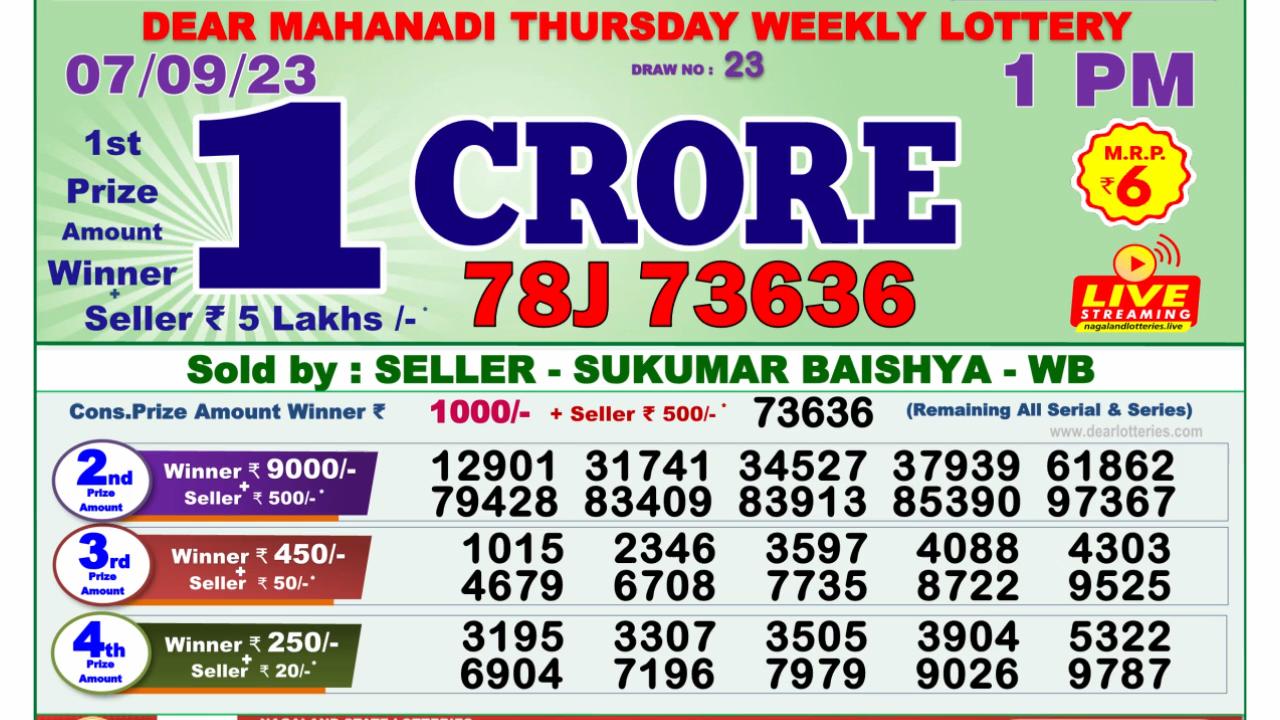 DEAR MAHANADI THURSDAY WEEKLY LOTTERY
07/09/23
DRAW NO : 23
1 PM
1st
Prize
Amount
Winner
+
Seller ₹ 5 Lakhs /- *
1 CRORE
78J 73636
M.R.P.
₹6
LIVE
STREAMING
nagalandlotteries.live
Sold by : SELLER - SUKUMAR BAISHYA - WB
Cons.Prize Amount Winner ₹ 1000/- + Seller ₹ 500/- * 73636 (Remaining All Serial & Series)
www.dearlotteries.com
2nd
Prize
Amount
Winner ₹ 9000/-
+
Seller ₹ 500/- *
12901 31741 34527 37939 61862
79428 83409 83913 85390 97367
3rd
Prize
Amount
Winner ₹ 450/-
+
Seller ₹ 50/- *
1015 2346 3597 4088 4303
4679 6708 7735 8722 9525
4th
Prize
Amount
Winner ₹ 250/-
+
Seller ₹ 20/- *
3195 3307 3505 3904 5322
6904 7196 7979 9026 9787